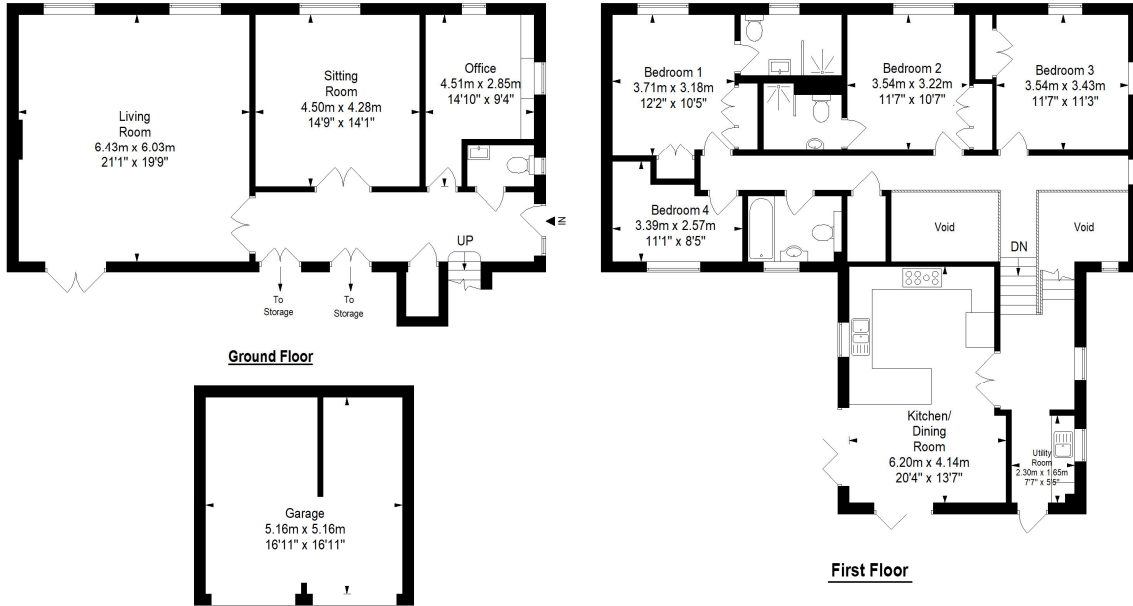 Living
Room
6.43m x 6.03m
21'1" x 19'9"
Sitting
Room
4.50m x 4.28m
14'9" x 14'1"
Office
4.51m x 2.85m
14'10" x 9'4"
IN
UP
To
Storage
To
Storage
Ground Floor
Garage
5.16m x 5.16m
16'11" x 16'11"
Bedroom 1
3.71m x 3.18m
12'2" x 10'5"
Bedroom 2
3.54m x 3.22m
11'7" x 10'7"
Bedroom 3
3.54m x 3.43m
11'7" x 11'3"
Bedroom 4
3.39m x 2.57m
11'1" x 8'5"
Void
Void
DN
Kitchen/
Dining
Room
6.20m x 4.14m
20'4" x 13'7"
Utility
Room
2.30m x 1.65m
7'7" x 5'5"
First Floor